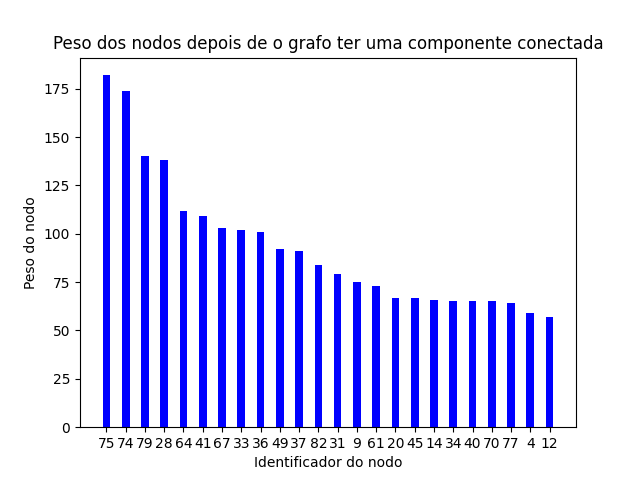 Peso dos nodos depois de o grafo ter uma componente conectada
Peso do nodo
175
150
125
100
75
50
25
0
75 74 79 28 64 41 67 33 36 49 37 82 31 9 61 20 45 14 34 40 70 77 4 12
Identificador do nodo